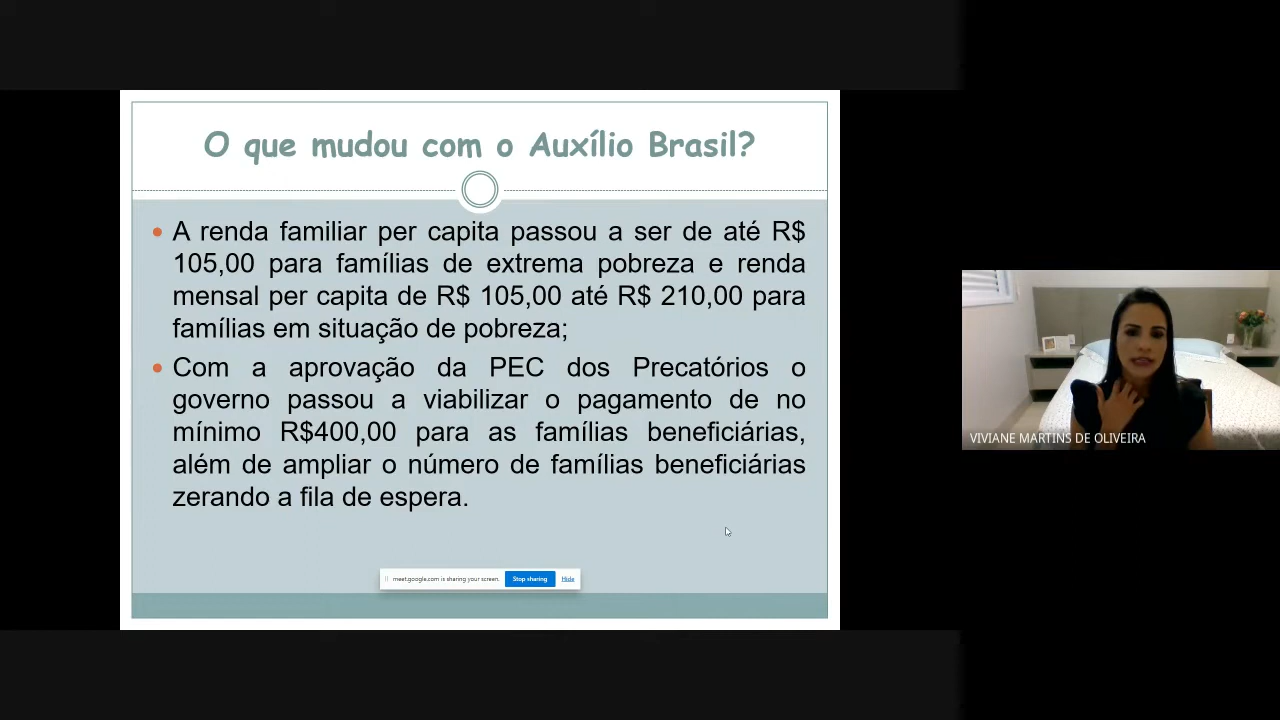 O que mudou com o Auxílio Brasil?
• A renda familiar per capita passou a ser de até R$
105,00 para famílias de extrema pobreza e renda
mensal per capita de R$ 105,00 até R$ 210,00 para
famílias em situação de pobreza;
• Com a aprovação da PEC dos Precatórios o
governo passou a viabilizar o pagamento de no
mínimo R$400,00 para as famílias beneficiárias,
além de ampliar o número de famílias beneficiárias
zerando a fila de espera.
meet.google.com is sharing your screen. Stop sharing Hide
VIVIANE MARTINS DE OLIVEIRA